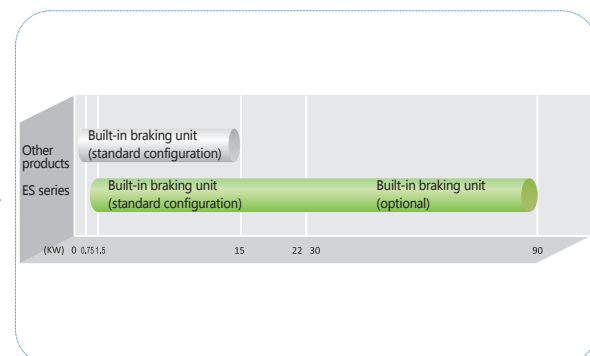 Other
products
Built-in braking unit
(standard configuration)
ES series
Built-in braking unit
(standard configuration)
Built-in braking unit
(optional)
(KW) 0 0.75 1.5 15 22 30 90